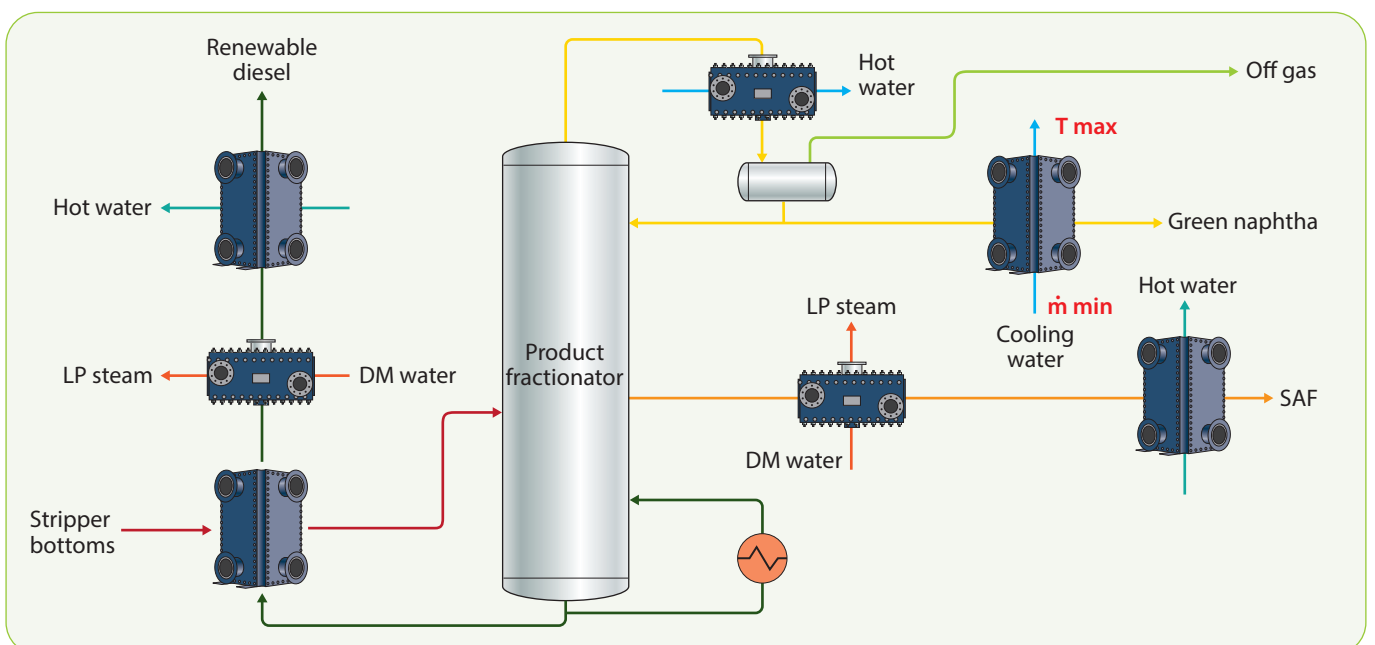 Renewable
diesel
Hot
water
Off gas
T max
Hot water
Green naphtha
Hot water
ṁ min
LP steam
Cooling
water
Product
fractionator
LP steam
DM water
SAF
DM water
Stripper
bottoms